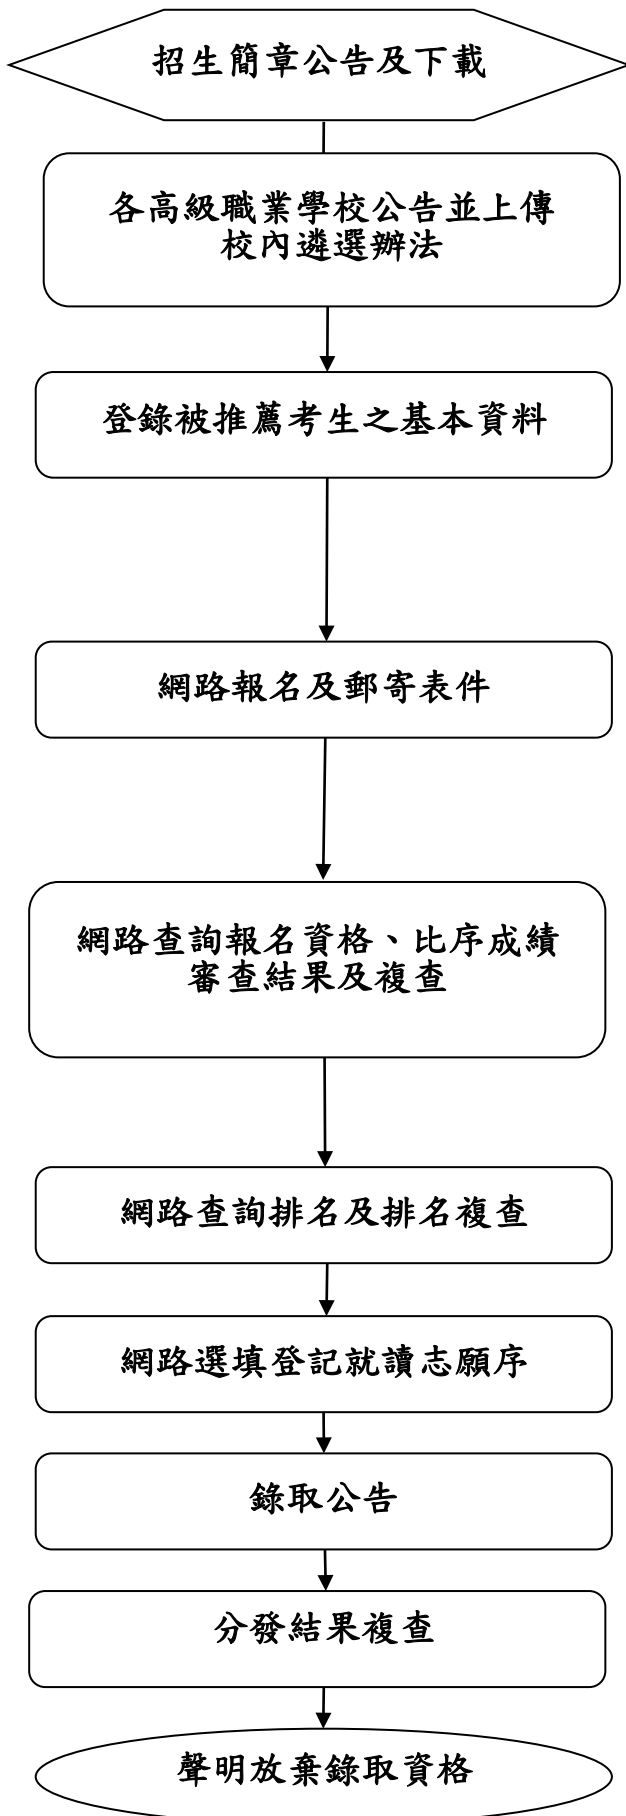 招生簡章公告及下載
各高級職業學校公告並上傳
校內遴選辦法
登錄被推薦考生之基本資料
網路報名及郵寄表件
網路查詢報名資格、比序成績
審查結果及複查
網路查詢排名及排名複查
網路選填登記就讀志願序
錄取公告
分發結果複查
聲明放棄錄取資格